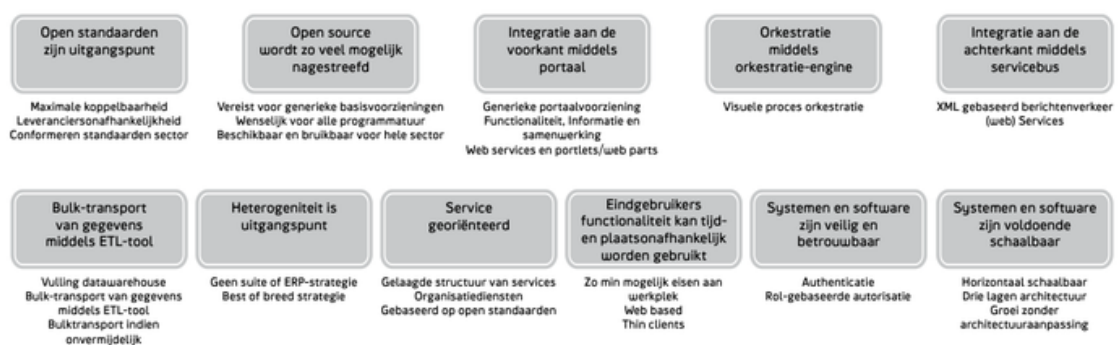 Open standaarden
zijn uitgangspunt
Maximale koppelbaarheid
Leveranciersonafhankelijkheid
Conformeren standaarden sector
Open source
wordt zo veel mogelijk
nagestreefd
Vereist voor generieke basisvoorzieningen
Wenselijk voor alle programmatuur
Beschikbaar en bruikbaar voor hele sector
Integratie aan de
voorkant middels
portaal
Generieke portaalvoorziening
Functionaliteit, Informatie en
samenwerking
Web services en portlets/web parts
Orkestratie
middels
orkestratie-engine
Visuele proces orkestratie
Integratie aan de
achterkant middels
servicebus
XML gebaseerd berichtenverkeer
(web) Services
Bulk-transport
van gegevens
middels ETL-tool
Vulling datawarehouse
Bulk-transport van gegevens
middels ETL-tool
Bulktransport indien
onvermijdelijk
Heterogeniteit is
uitgangspunt
Geen suite of ERP-strategie
Best of breed strategie
Service
georiënteerd
Gelaagde structuur van services
Organisatiediensten
Gebaseerd op open standaarden
Eindgebruikers
functionaliteit kan tijd-
en plaatsonafhankelijk
worden gebruikt
Zo min mogelijk eisen aan
werkplek
Web based
Thin clients
Systemen en software
zijn veilig en
betrouwbaar
Authenticatie
Rol-gebaseerde autorisatie
Systemen en software
zijn voldoende
schaalbaar
Horizontaal schaalbaar
Drie lagen architectuur
Groei zonder
architectuuraanpassing